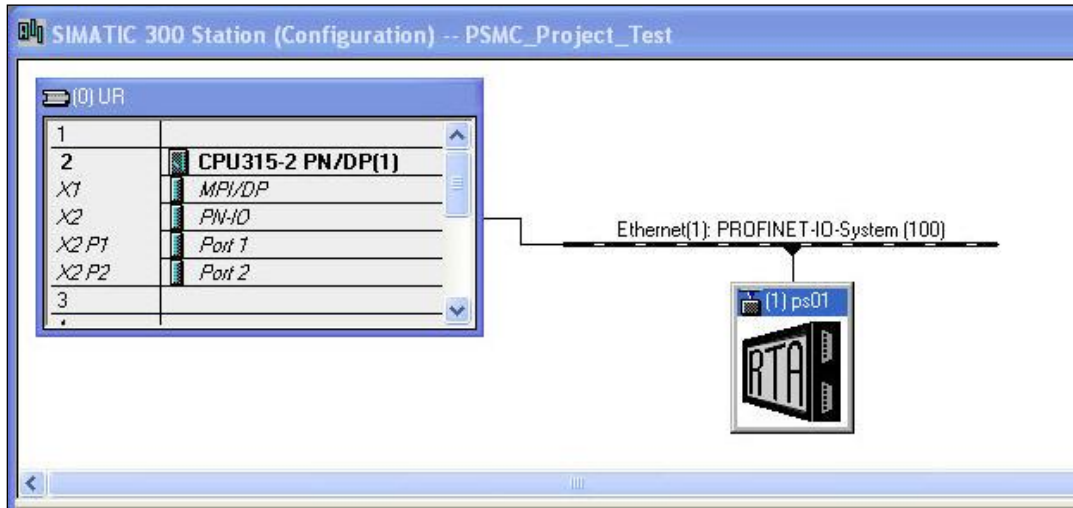 SIMATIC 300 Station (Configuration) -- PSMC_Project_Test
(0) UR
1
2 CPU315-2 PN/DP(1)
X1 MPI/DP
X2 PN-IO
X2 P1 Port 1
X2 P2 Port 2
3
Ethernet(1): PROFINET-IO-System (100)
(1) ps01
RTA